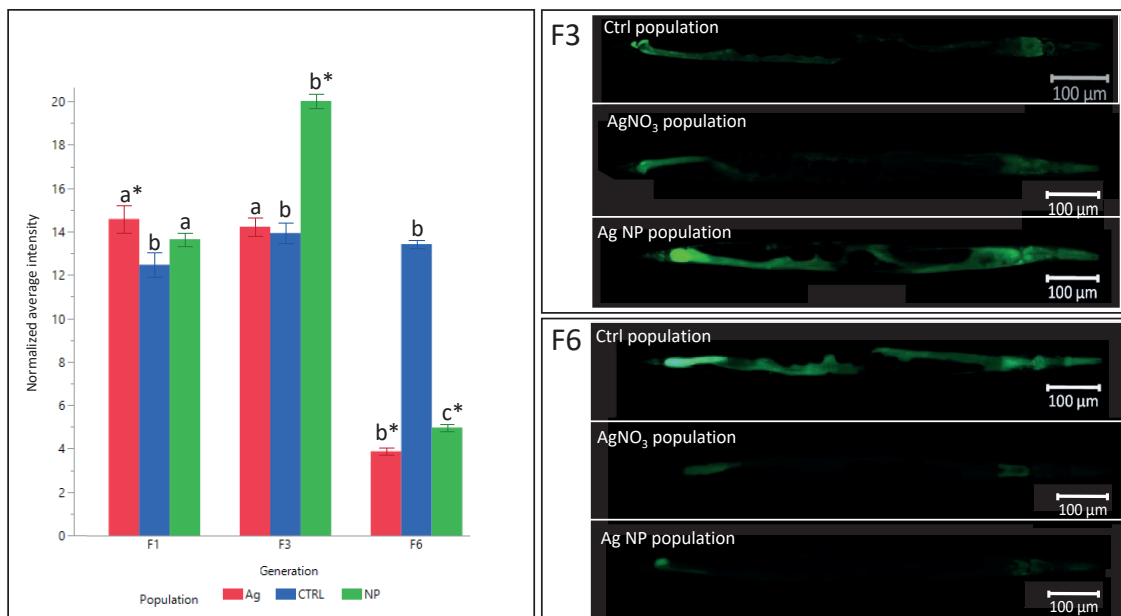 Normalized average intensity
20
18
16
14
12
10
8
6
4
2
0
a*
b
a
a
b
b*
b*
b
c*
F1
F3
F6
Generation
Population
Ag
CTRL
NP
F3
Ctrl population
100 µm
AgNO₃ population
100 µm
Ag NP population
100 µm
F6
Ctrl population
100 µm
AgNO₃ population
100 µm
Ag NP population
100 µm